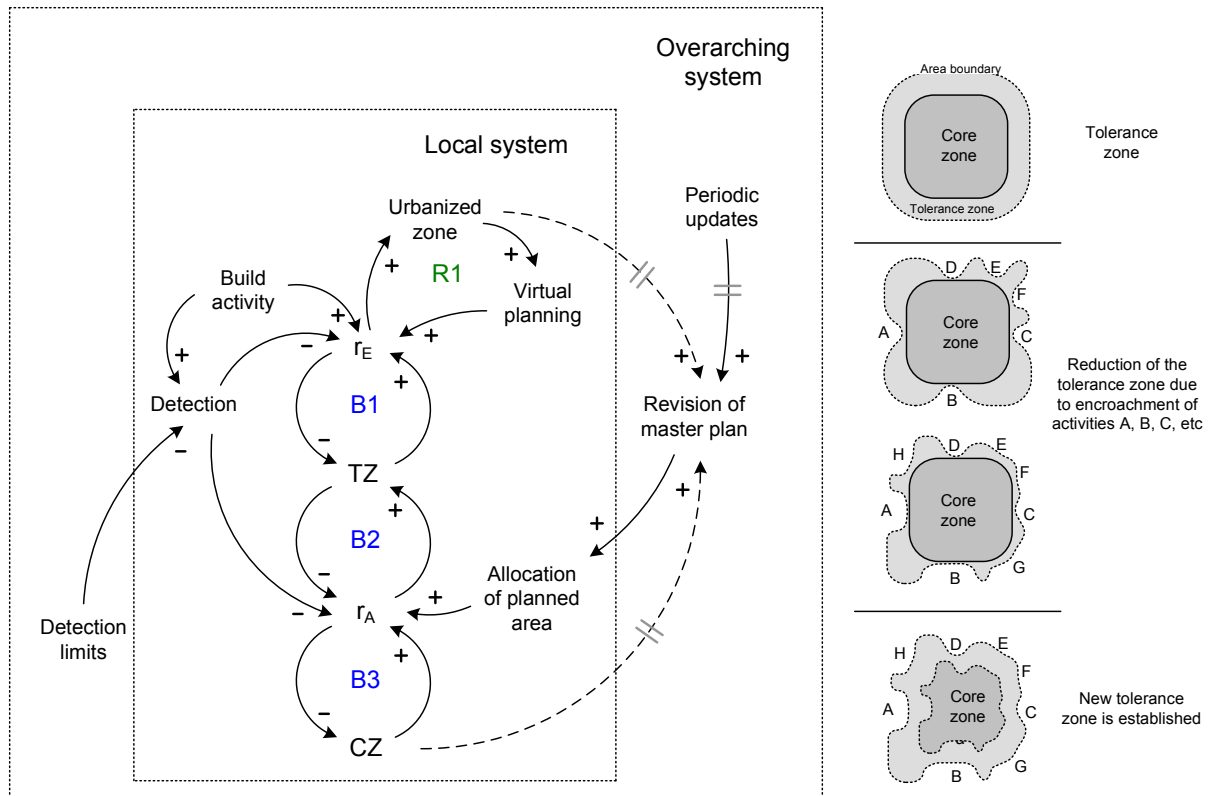 Overarching
system
Local system
Urbanized
zone
Periodic
updates
+
+
R1
Build
activity
Virtual
planning
+
+
–
+
r_E
+
Detection
–
B1
+
–
TZ
+
+
Revision of
master plan
+
B2
–
+
+
r_A
–
+
Allocation
of planned
area
Detection
limits
+
B3
–
CZ
Area boundary
Core
zone
Tolerance zone
Tolerance
zone
D
E
F
A
Core
zone
C
B
Reduction of the
tolerance zone due
to encroachment of
activities A, B, C, etc
H
D
E
F
A
Core
zone
C
B
G
H
D
E
F
A
Core
zone
C
B
G
New tolerance
zone is established